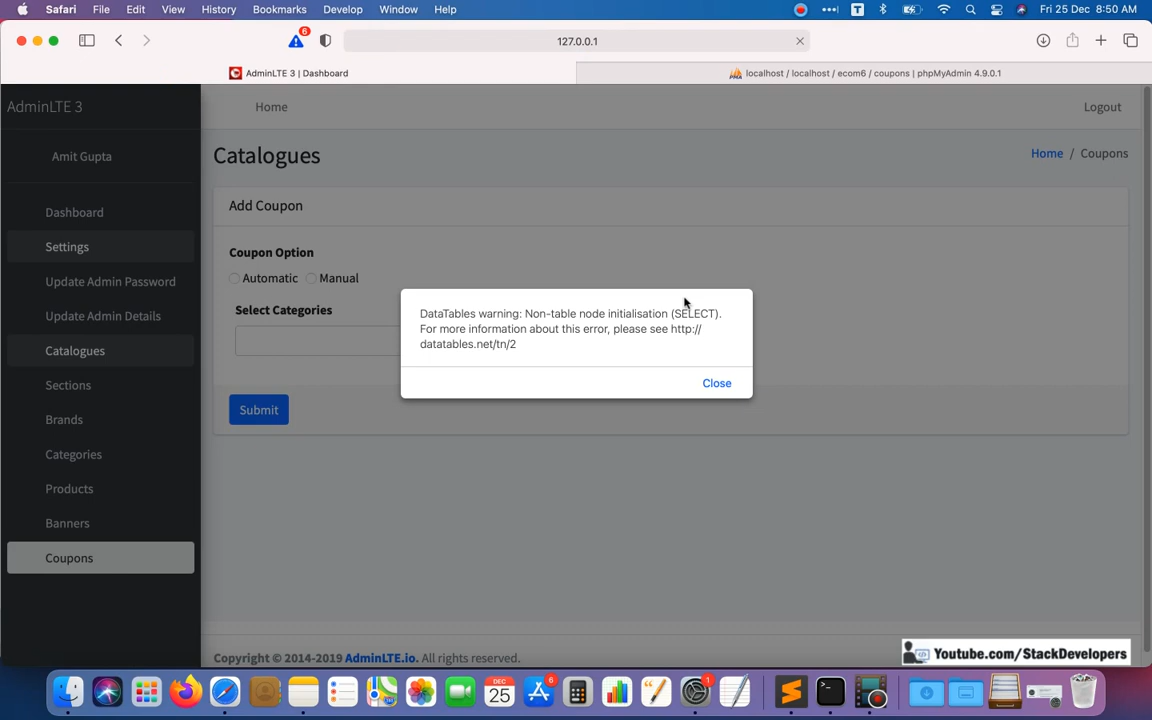 Safari File Edit View History Bookmarks Develop Window Help Fri 25 Dec 8:50 AM
6
127.0.0.1
AdminLTE 3 | Dashboard
localhost / localhost / ecom6 / coupons | phpMyAdmin 4.9.0.1
AdminLTE 3
Home
Logout
Amit Gupta
Catalogues
Home / Coupons
Dashboard
Add Coupon
Settings
Coupon Option
Update Admin Password
Automatic Manual
Update Admin Details
Select Categories
DataTables warning: Non-table node initialisation (SELECT).
For more information about this error, please see http://
datatables.net/tn/2
Close
Catalogues
Sections
Submit
Brands
Categories
Products
Banners
Coupons
Copyright © 2014-2019 AdminLTE.io. All rights reserved.
Youtube.com/StackDevelopers
DEC
25
6
1